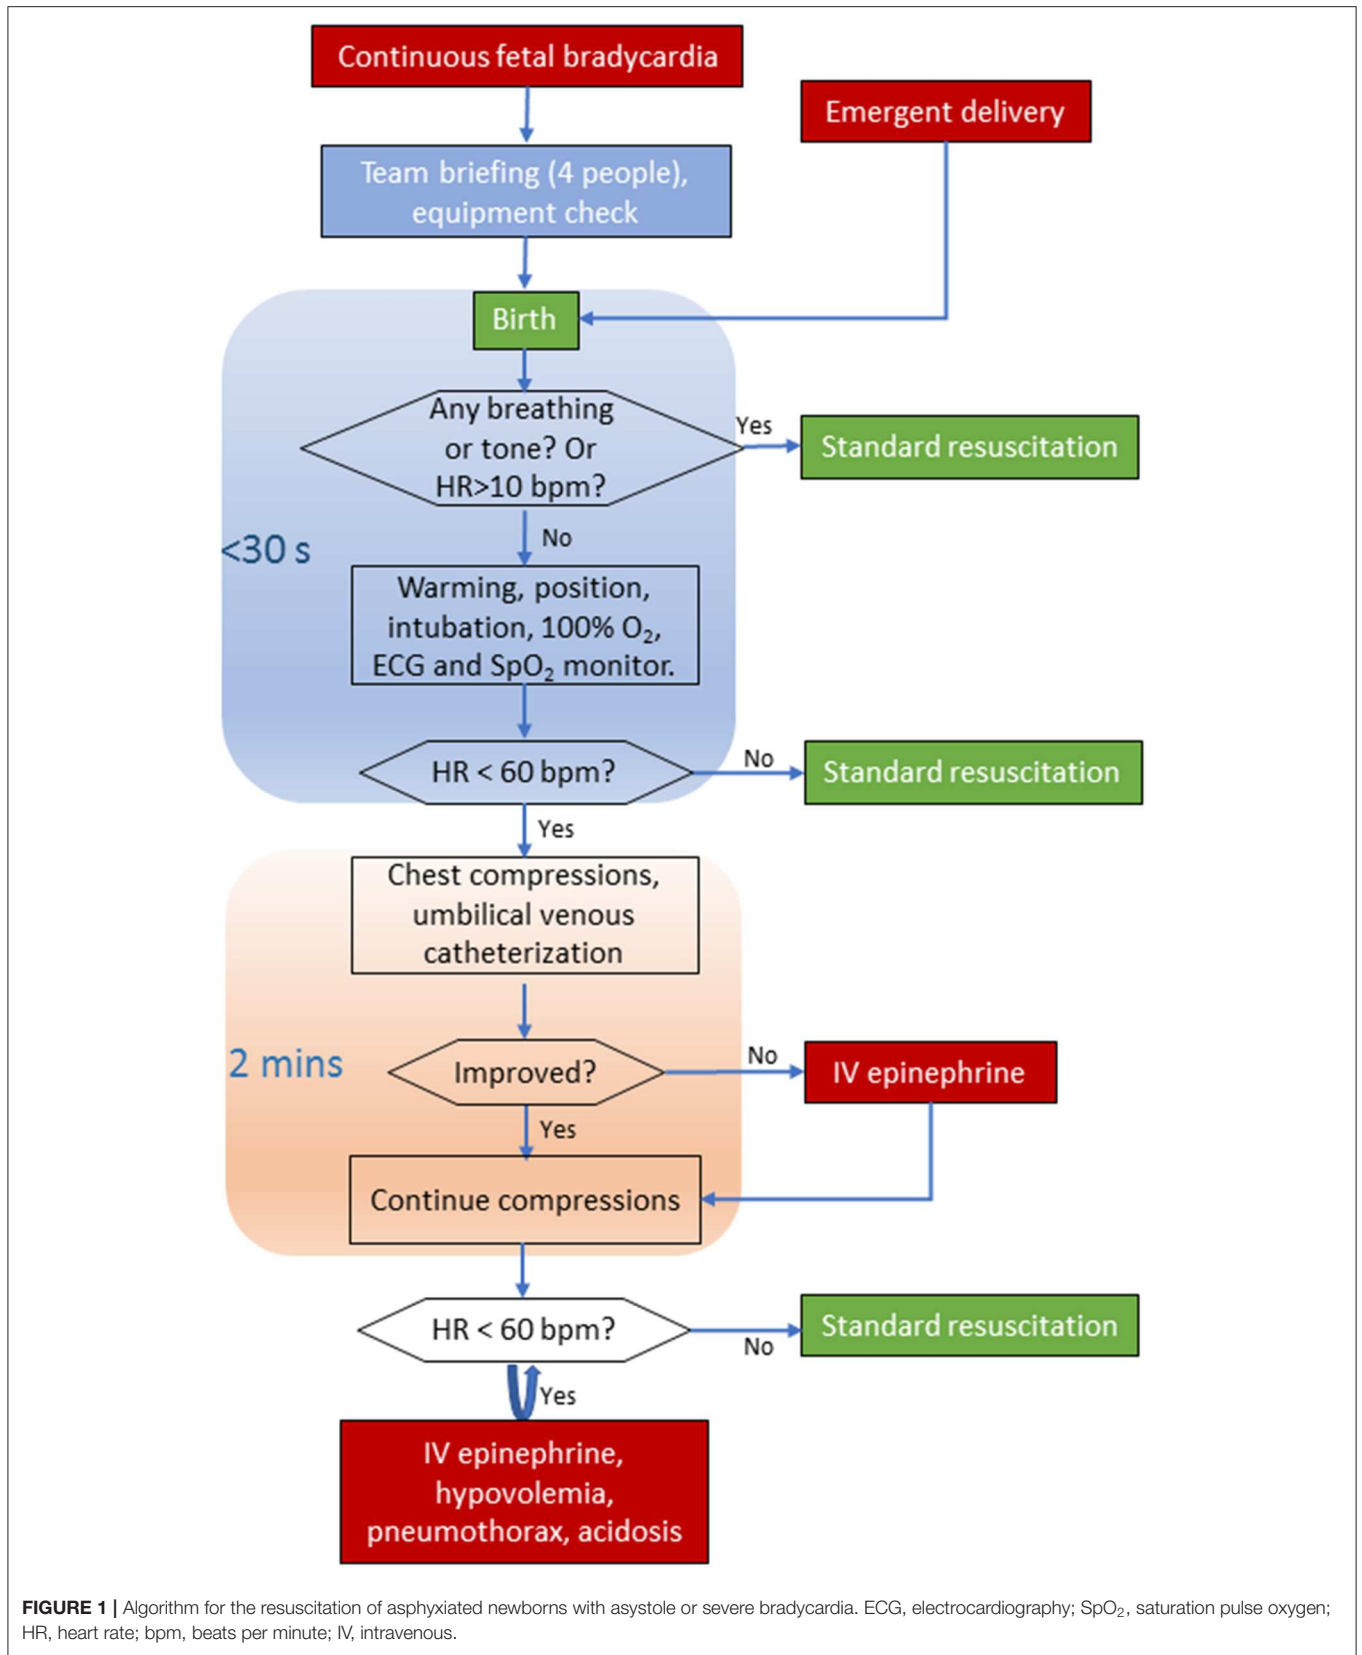 Continuous fetal bradycardia
Emergent delivery
Team briefing (4 people),
equipment check
Birth
Any breathing
or tone? Or
HR>10 bpm?
Yes
Standard resuscitation
No
<30 s
Warming, position,
intubation, 100% O₂,
ECG and SpO₂ monitor.
HR < 60 bpm?
No
Standard resuscitation
Yes
Chest compressions,
umbilical venous
catheterization
2 mins
Improved?
No
IV epinephrine
Yes
Continue compressions
HR < 60 bpm?
No
Standard resuscitation
Yes
IV epinephrine,
hypovolemia,
pneumothorax, acidosis
FIGURE 1 | Algorithm for the resuscitation of asphyxiated newborns with asystole or severe bradycardia. ECG, electrocardiography; SpO₂, saturation pulse oxygen;
HR, heart rate; bpm, beats per minute; IV, intravenous.